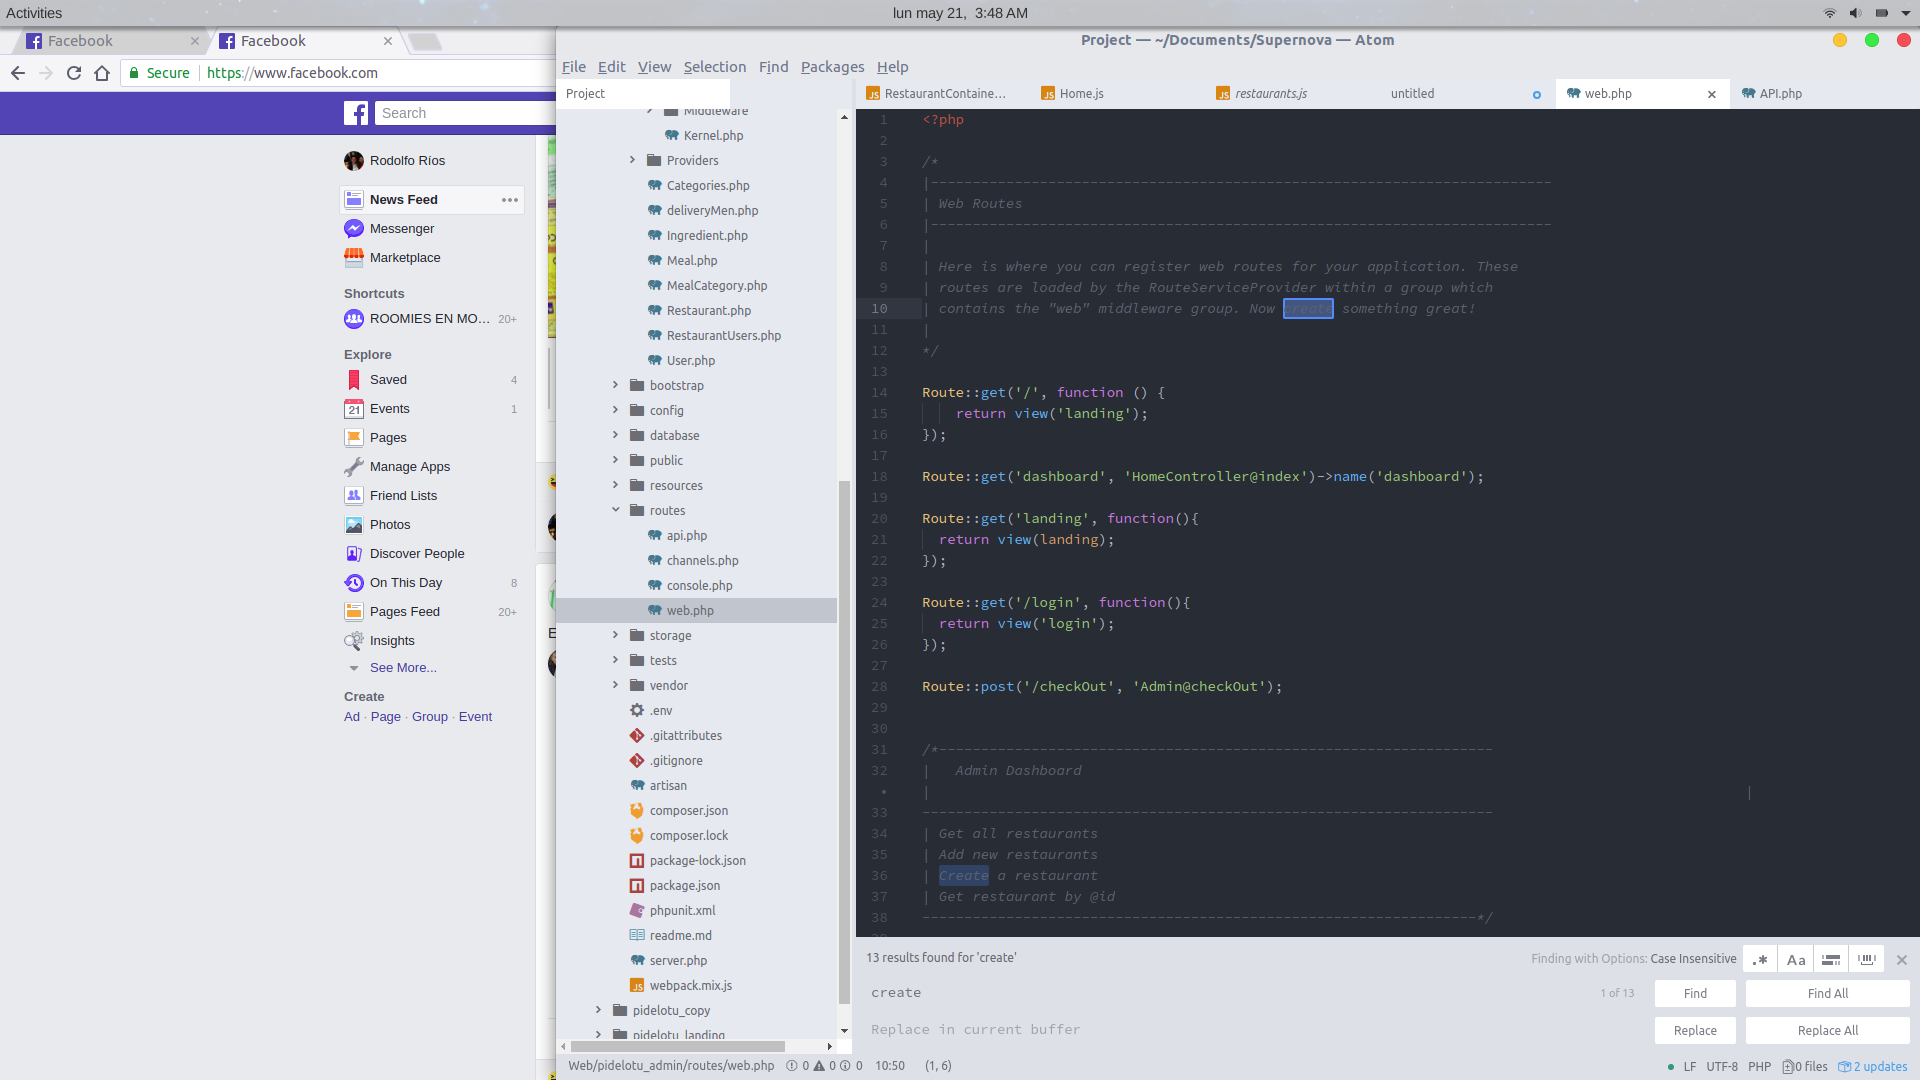 Activities
lun may 21,  3:48 AM
Facebook
Facebook
Secure
https://www.facebook.com
Search
Rodolfo Ríos
News Feed
Messenger
Marketplace
Shortcuts
ROOMIES EN MO... 20+
Explore
Saved 4
Events 1
Pages
Manage Apps
Friend Lists
Photos
Discover People
On This Day 8
Pages Feed 20+
Insights
See More...
Create
Ad · Page · Group · Event
Project — ~/Documents/Supernova — Atom
File Edit View Selection Find Packages Help
Project
Middleware
Kernel.php
Providers
Categories.php
deliveryMen.php
Ingredient.php
Meal.php
MealCategory.php
Restaurant.php
RestaurantUsers.php
User.php
bootstrap
config
database
public
resources
routes
api.php
channels.php
console.php
web.php
storage
tests
vendor
.env
.gitattributes
.gitignore
artisan
composer.json
composer.lock
package-lock.json
package.json
phpunit.xml
readme.md
server.php
webpack.mix.js
pidelotu_copy
pidelotu_landing
RestaurantContaine... Home.js restaurants.js untitled web.php API.php
1 <?php
2
3 /*
4 |--------------------------------------------------------------------------
5 | Web Routes
6 |--------------------------------------------------------------------------
7 |
8 | Here is where you can register web routes for your application. These
9 | routes are loaded by the RouteServiceProvider within a group which
10 | contains the "web" middleware group. Now create something great!
11 |
12 */
13
14 Route::get('/', function () {
15 return view('landing');
16 });
17
18 Route::get('dashboard', 'HomeController@index')->name('dashboard');
19
20 Route::get('landing', function(){
21 return view(landing);
22 });
23
24 Route::get('/login', function(){
25 return view('login');
26 });
27
28 Route::post('/checkOut', 'Admin@checkOut');
29
30
31 /*------------------------------------------------------------------
32 |   Admin Dashboard
• | |
33 --------------------------------------------------------------------
34 | Get all restaurants
35 | Add new restaurants
36 | Create a restaurant
37 | Get restaurant by @id
38 ------------------------------------------------------------------*/
13 results found for 'create'
Finding with Options: Case Insensitive
.* Aa
create
1 of 13
Find
Find All
Replace in current buffer
Replace
Replace All
Web/pidelotu_admin/routes/web.php 0 0 0 10:50 (1, 6)
LF UTF-8 PHP 0 files 2 updates